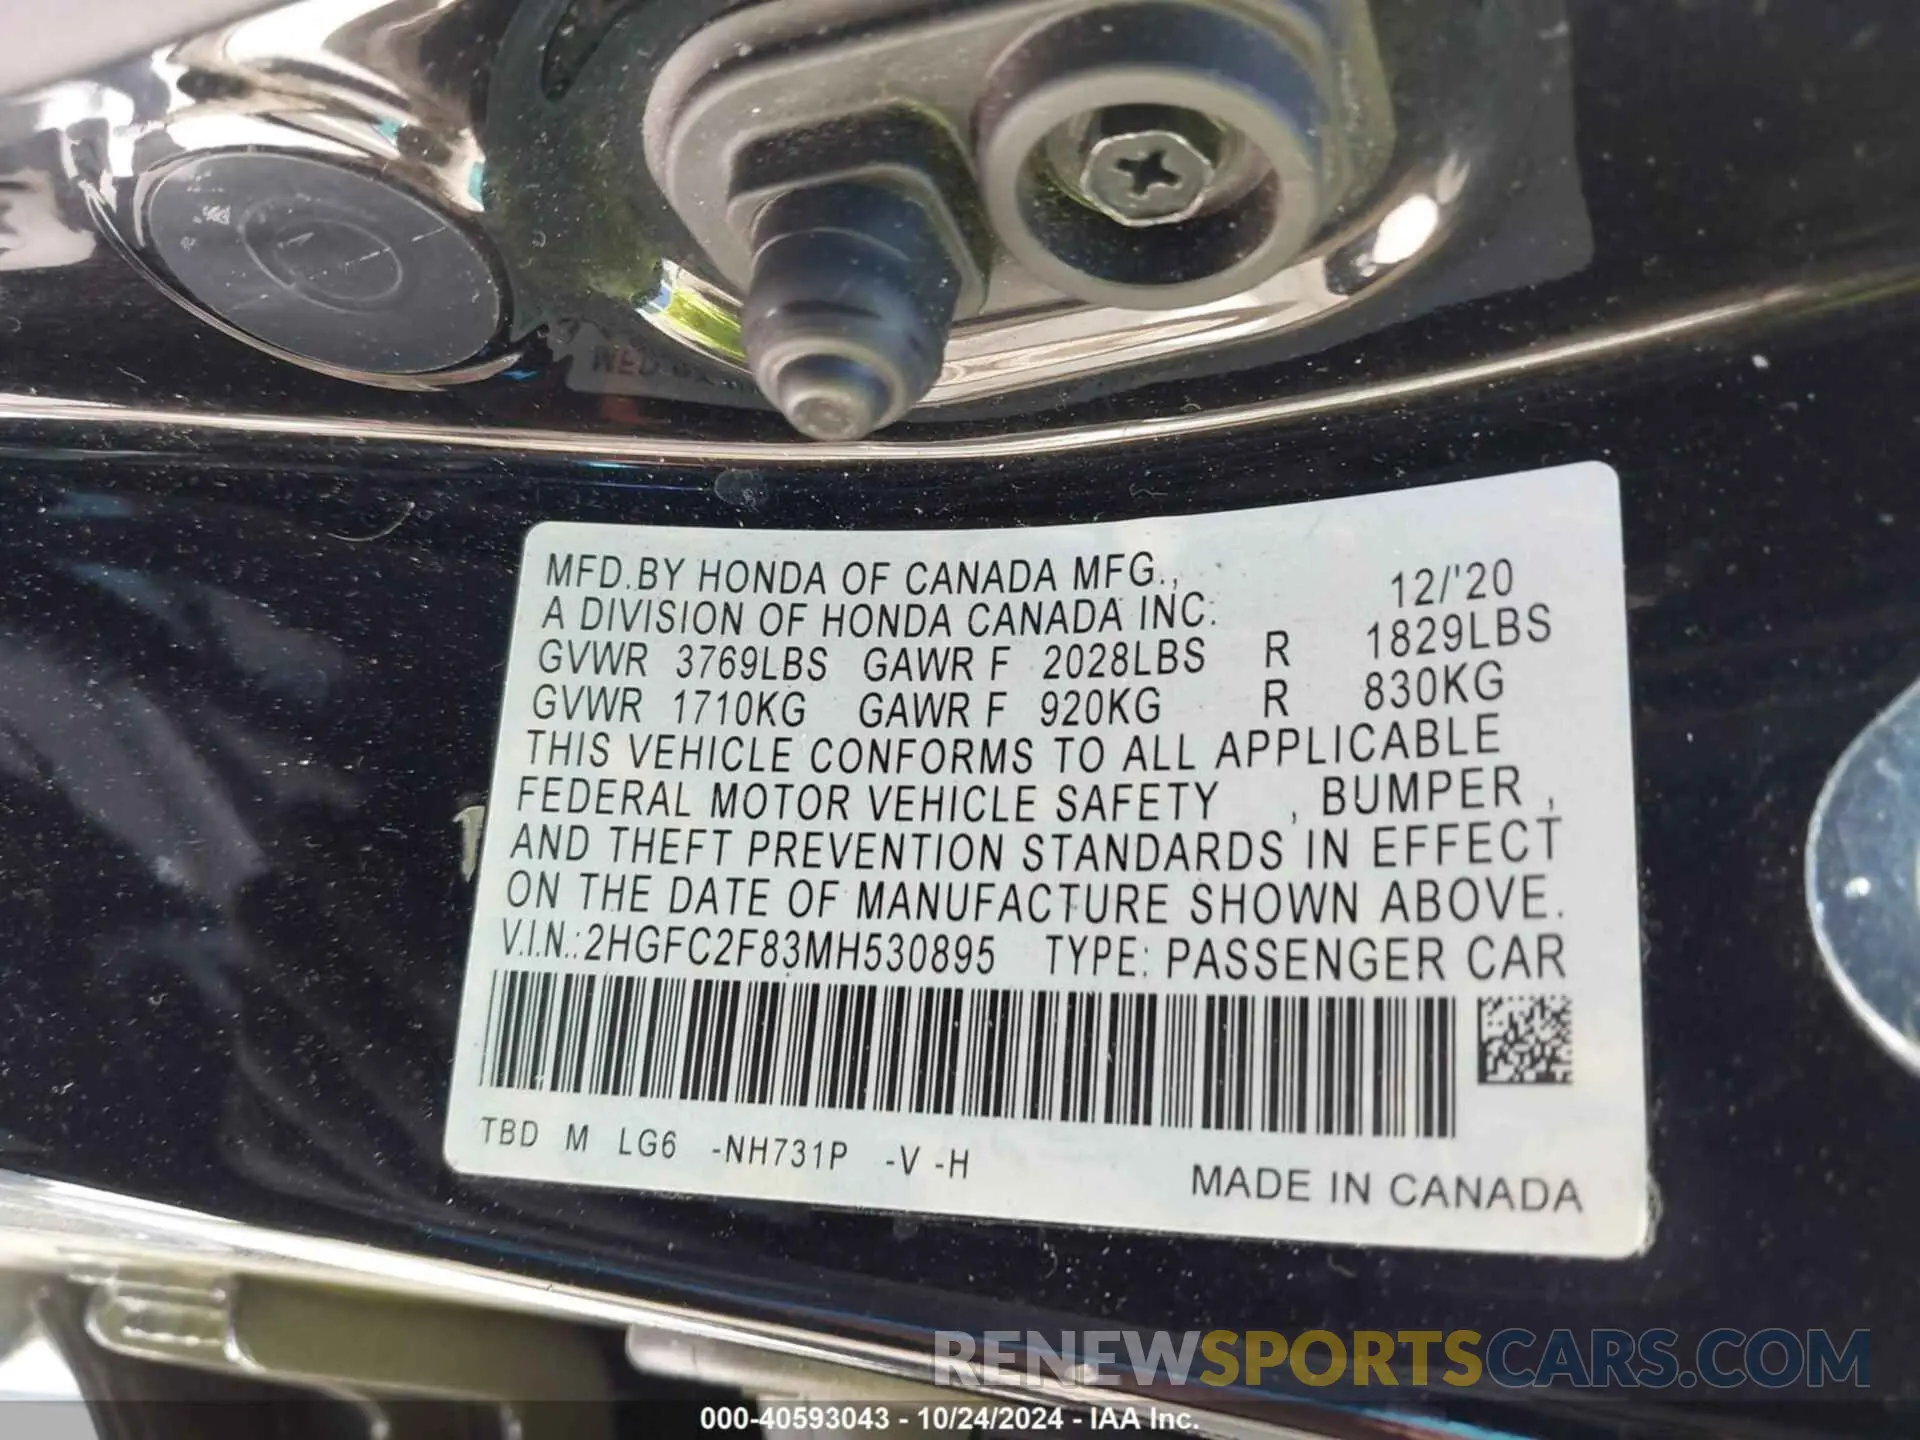 MFD.BY HONDA OF CANADA MFG.,
A DIVISION OF HONDA CANADA INC. 12/'20
GVWR 3769LBS GAWR F 2028LBS R 1829LBS
GVWR 1710KG GAWR F 920KG R 830KG
THIS VEHICLE CONFORMS TO ALL APPLICABLE
FEDERAL MOTOR VEHICLE SAFETY , BUMPER ,
AND THEFT PREVENTION STANDARDS IN EFFECT
ON THE DATE OF MANUFACTURE SHOWN ABOVE.
V.I.N.:2HGFC2F83MH530895 TYPE: PASSENGER CAR
TBD M LG6 -NH731P -V -H
MADE IN CANADA
RENEWSPORTSCARS.COM
000-40593043 - 10/24/2024 - IAA Inc.